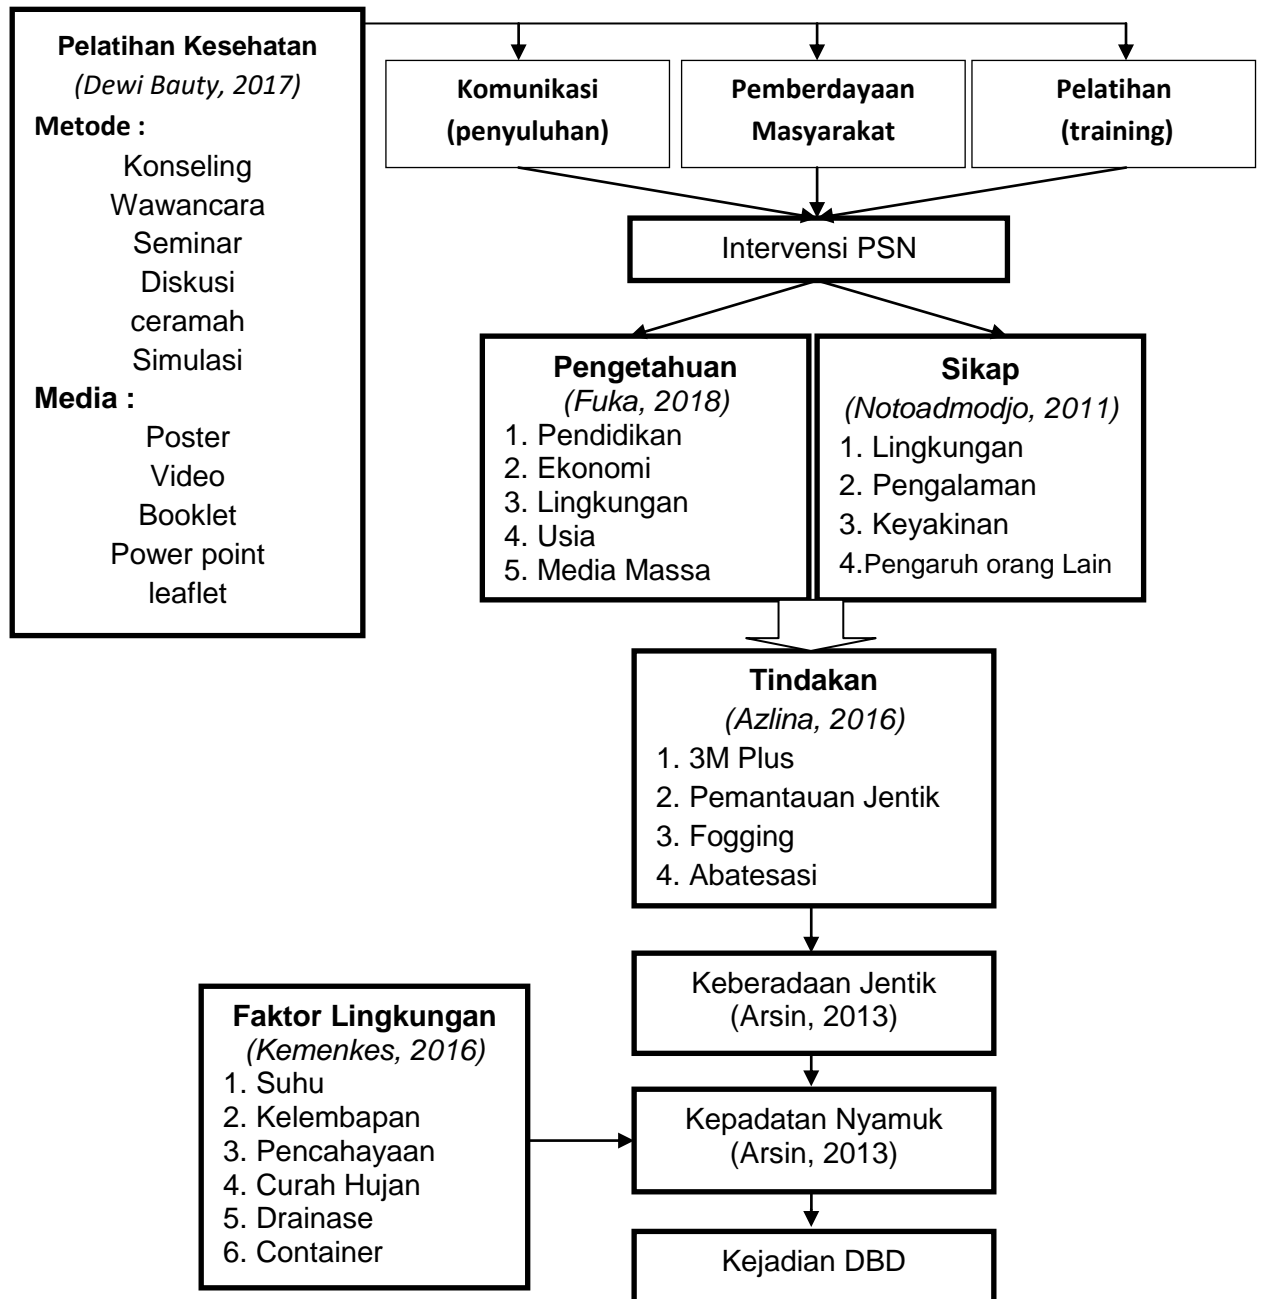 Pelatihan Kesehatan
(Dewi Bauty, 2017)
Metode :
Konseling
Wawancara
Seminar
Diskusi
ceramah
Simulasi
Media :
Poster
Video
Booklet
Power point
leaflet
Komunikasi
(penyuluhan)
Pemberdayaan
Masyarakat
Pelatihan
(training)
Intervensi PSN
Pengetahuan
(Fuka, 2018)
1. Pendidikan
2. Ekonomi
3. Lingkungan
4. Usia
5. Media Massa
Sikap
(Notoadmodjo, 2011)
1. Lingkungan
2. Pengalaman
3. Keyakinan
4.Pengaruh orang Lain
Tindakan
(Azlina, 2016)
1. 3M Plus
2. Pemantauan Jentik
3. Fogging
4. Abatesasi
Keberadaan Jentik
(Arsin, 2013)
Faktor Lingkungan
(Kemenkes, 2016)
1. Suhu
2. Kelembapan
3. Pencahayaan
4. Curah Hujan
5. Drainase
6. Container
Kepadatan Nyamuk
(Arsin, 2013)
Kejadian DBD